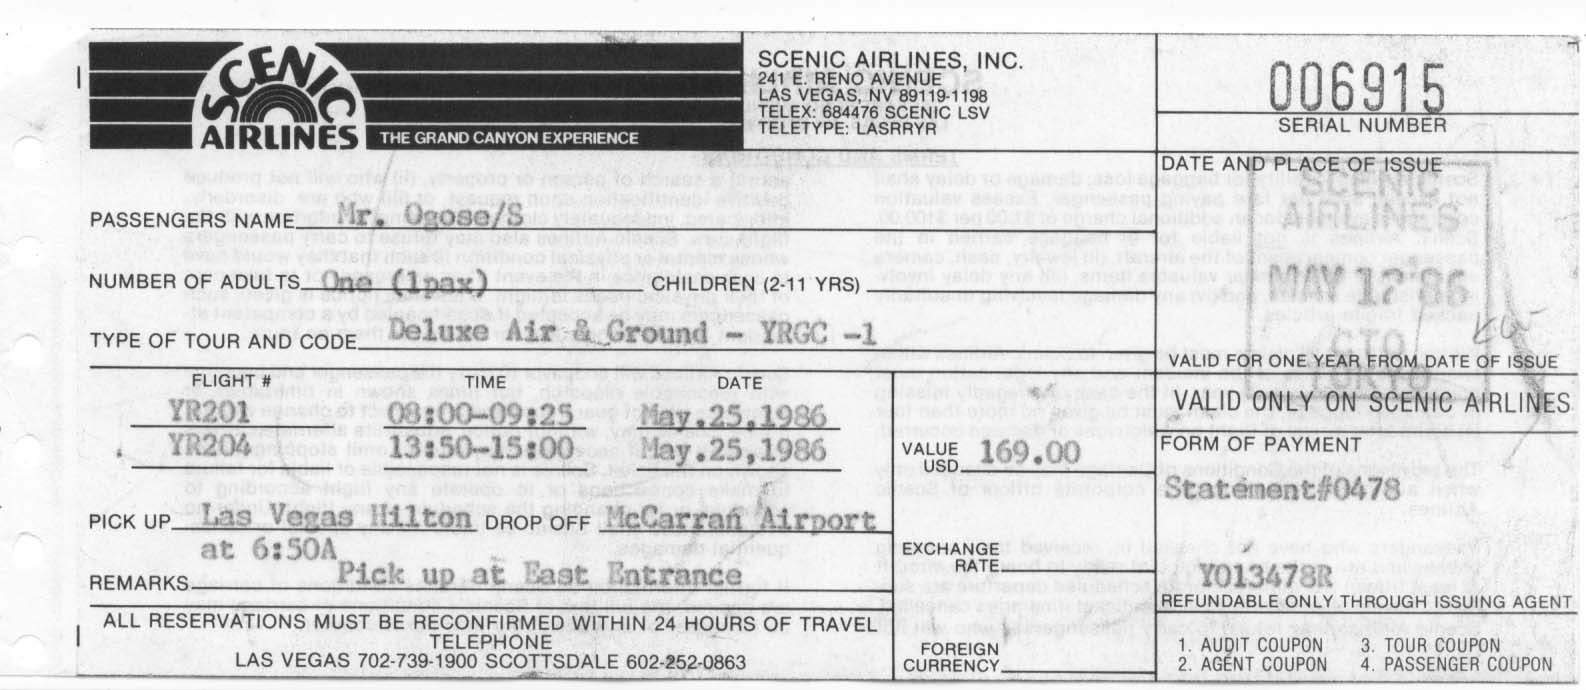 SCENIC
AIRLINES
THE GRAND CANYON EXPERIENCE
SCENIC AIRLINES, INC.
241 E. RENO AVENUE
LAS VEGAS, NV 89119-1198
TELEX: 684476 SCENIC LSV
TELETYPE: LASRRYR
006915
SERIAL NUMBER
DATE AND PLACE OF ISSUE
SCENIC
AIRLINES
MAY 12 86
CTO
TOKYO
VALID FOR ONE YEAR FROM DATE OF ISSUE
PASSENGERS NAME Mr. Ogose/S
NUMBER OF ADULTS One (1pax) CHILDREN (2-11 YRS)
TYPE OF TOUR AND CODE Deluxe Air & Ground - YRGC -1
FLIGHT # TIME DATE
YR201 08:00-09:25 May.25.1986
YR204 13:50-15:00 May.25.1986
PICK UP Las Vegas Hilton DROP OFF McCarran Airport
at 6:50A
REMARKS Pick up at East Entrance
ALL RESERVATIONS MUST BE RECONFIRMED WITHIN 24 HOURS OF TRAVEL
TELEPHONE
LAS VEGAS 702-739-1900 SCOTTSDALE 602-252-0863
VALUE
USD 169.00
EXCHANGE
RATE
FOREIGN
CURRENCY
VALID ONLY ON SCENIC AIRLINES
FORM OF PAYMENT
Statement#0478
Y013478R
REFUNDABLE ONLY THROUGH ISSUING AGENT
1. AUDIT COUPON 3. TOUR COUPON
2. AGENT COUPON 4. PASSENGER COUPON